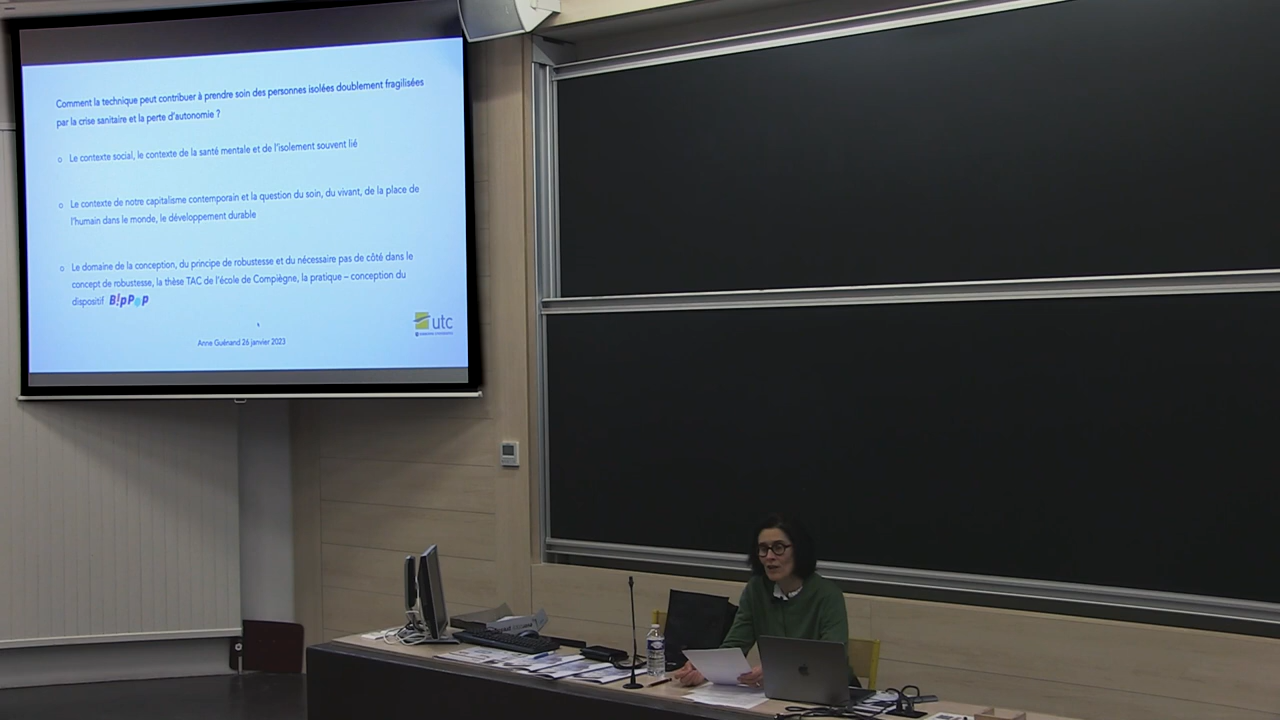 Comment la technique peut contribuer à prendre soin des personnes isolées doublement fragilisées
par la crise sanitaire et la perte d'autonomie ?
o Le contexte social, le contexte de la santé mentale et de l'isolement souvent lié
o Le contexte de notre capitalisme contemporain et la question du soin, du vivant, de la place de
l'humain dans le monde, le développement durable
o Le domaine de la conception, du principe de robustesse et du nécessaire pas de côté dans le
concept de robustesse, la thèse TAC de l'école de Compiègne, la pratique – conception du
dispositif B!pP●p
utc
Anne Guénand 26 janvier 2023